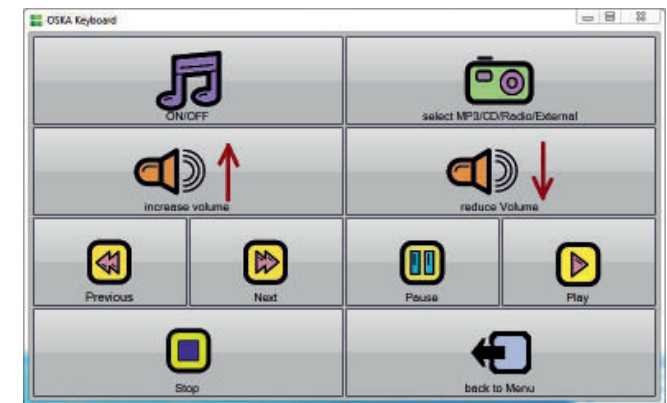 OSKA Keyboard
ON/OFF
select MP3/CD/Radio/External
increase volume
reduce Volume
Previous
Next
Pause
Play
Stop
back to Menu